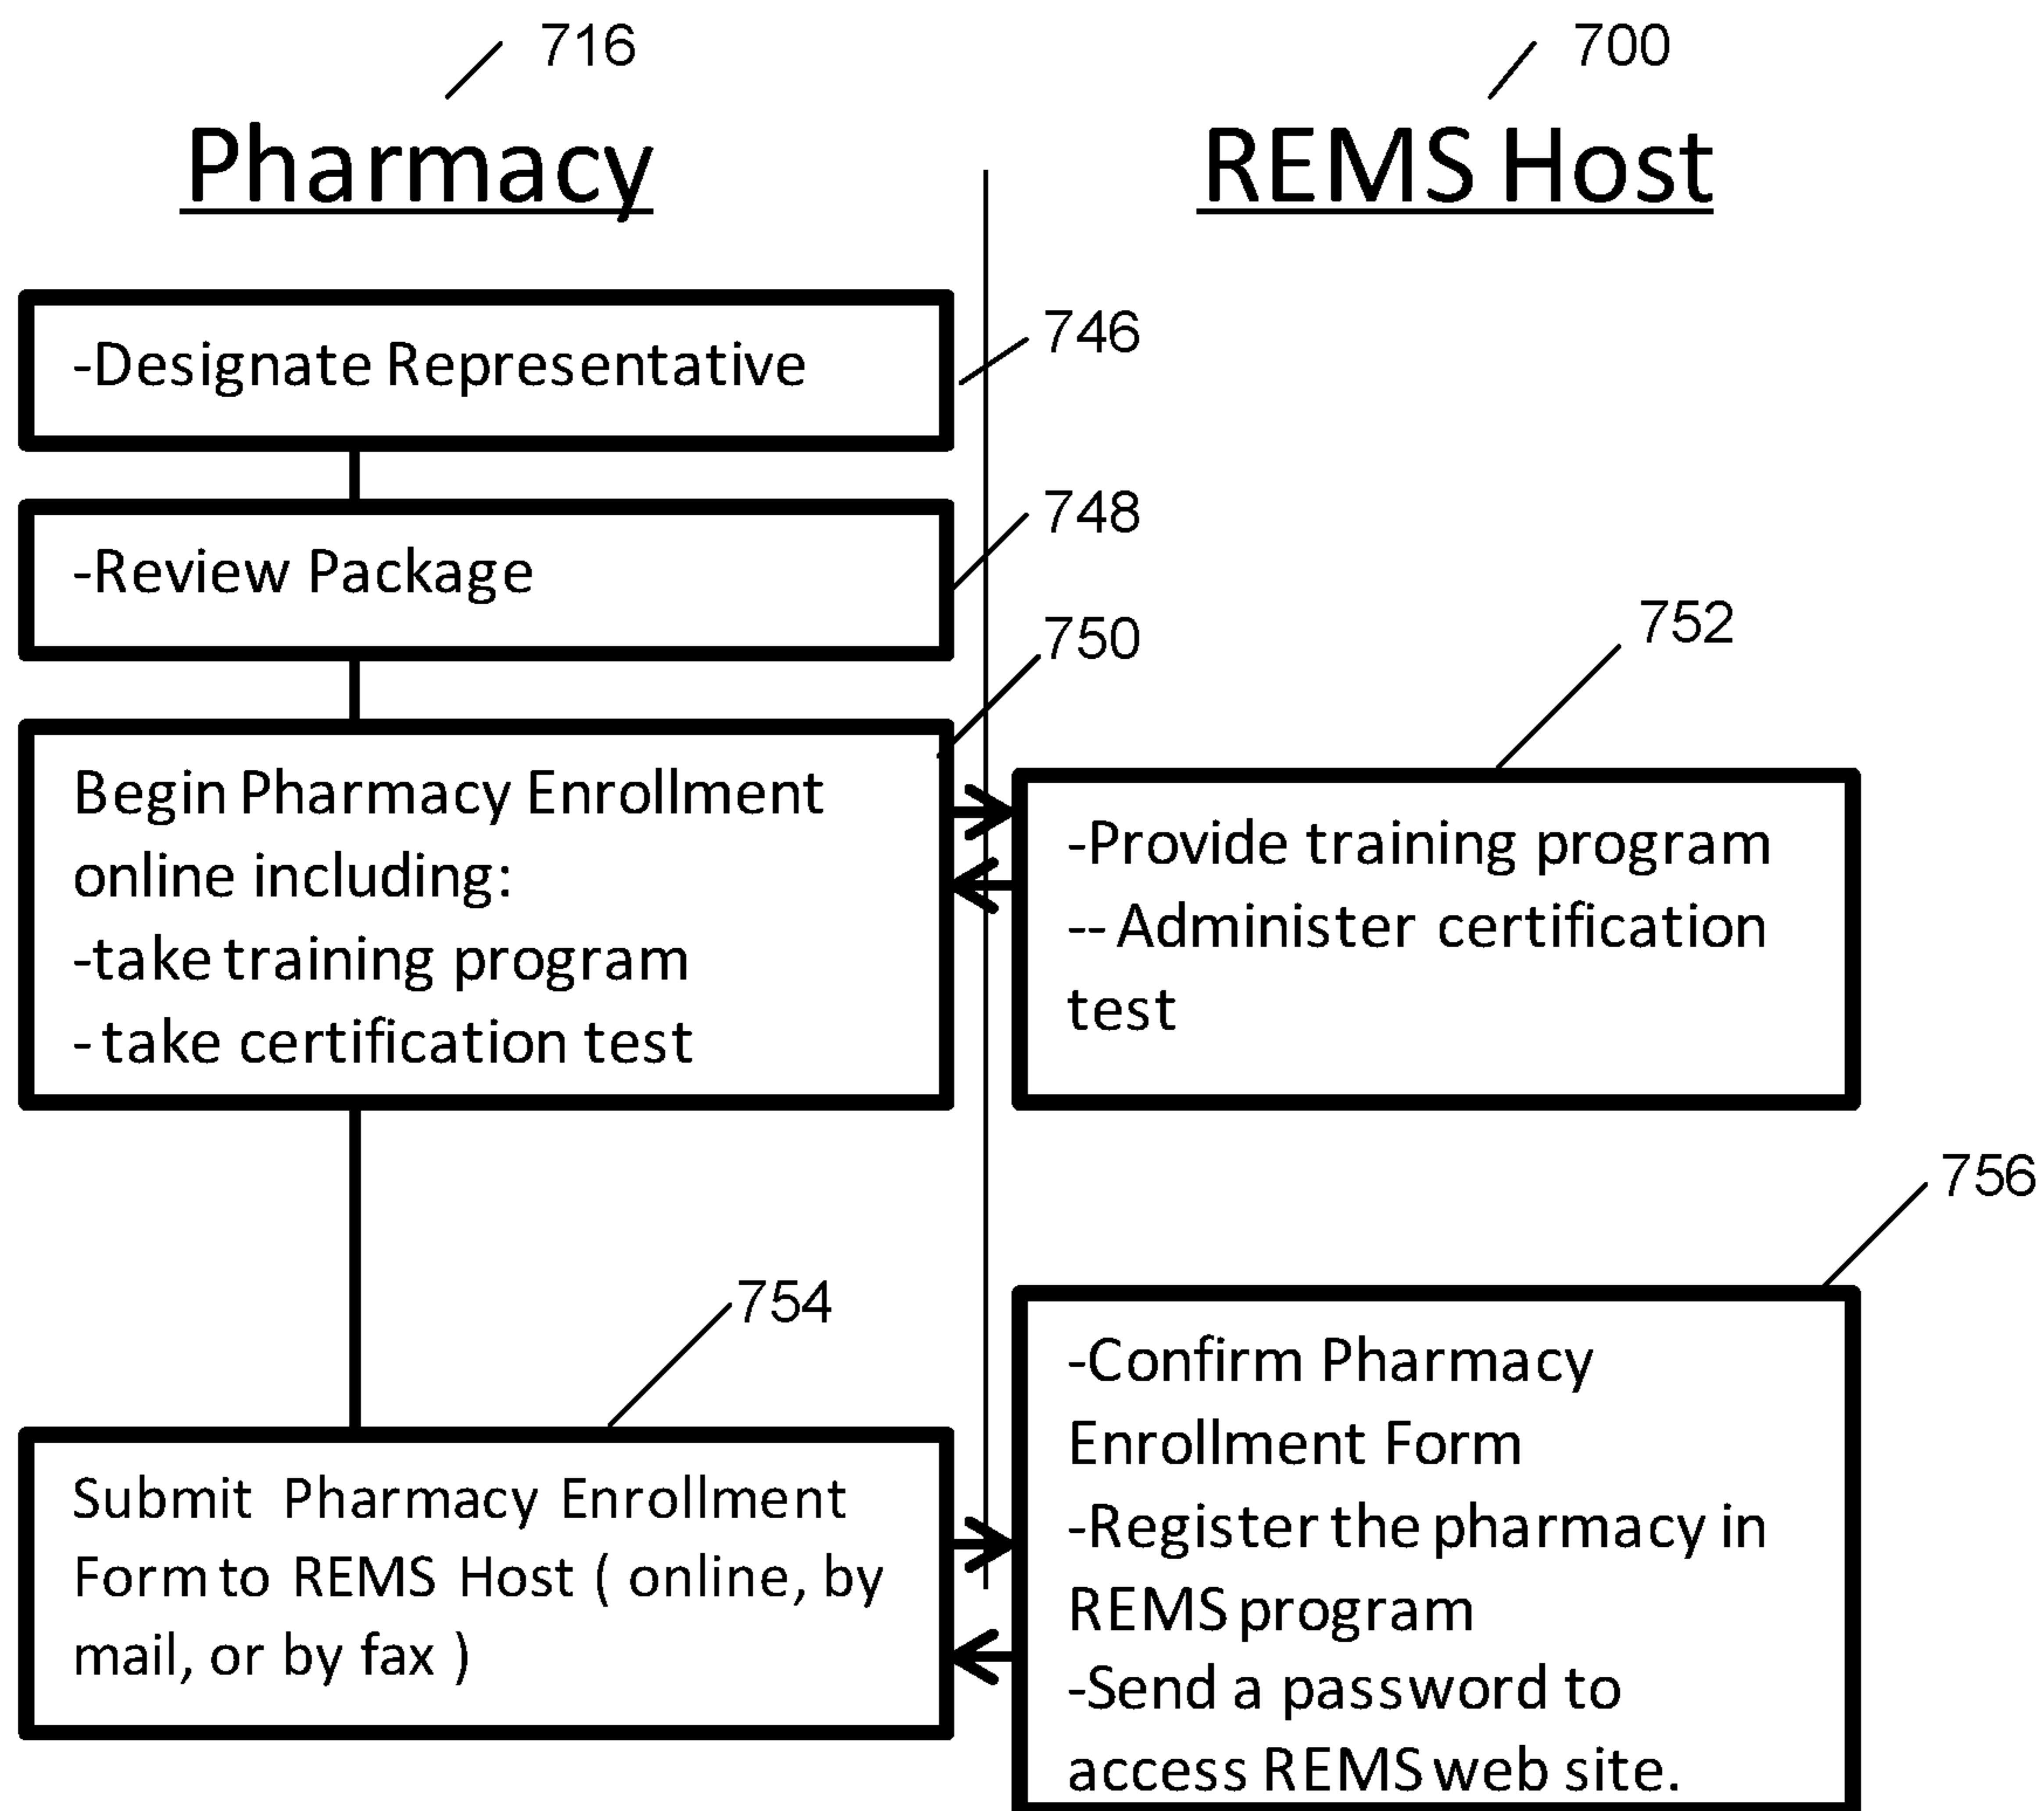 716
700
Pharmacy
REMS Host
-Designate Representative
746
-Review Package
748
750
752
Begin Pharmacy Enrollment
online including:
-take training program
-take certification test
-Provide training program
--Administer certification
test
754
756
Submit Pharmacy Enrollment
Form to REMS Host ( online, by
mail, or by fax )
-Confirm Pharmacy
Enrollment Form
-Register the pharmacy in
REMS program
-Send a password to
access REMS web site.